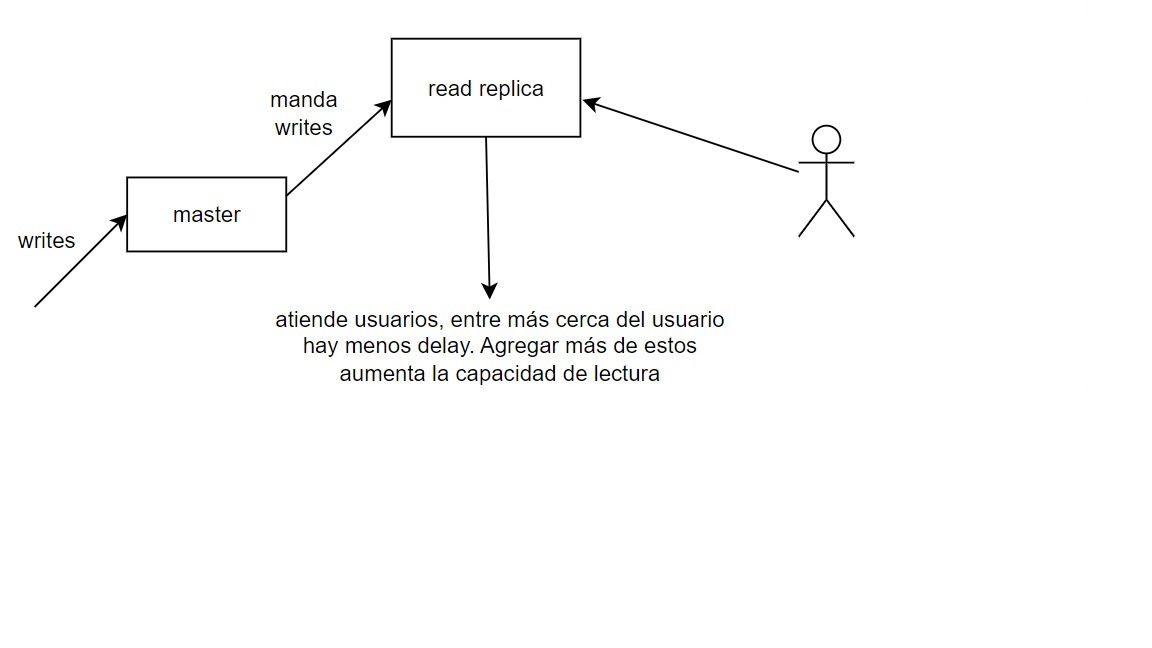 read replica
manda
writes
master
writes
atiende usuarios, entre más cerca del usuario
hay menos delay. Agregar más de estos
aumenta la capacidad de lectura